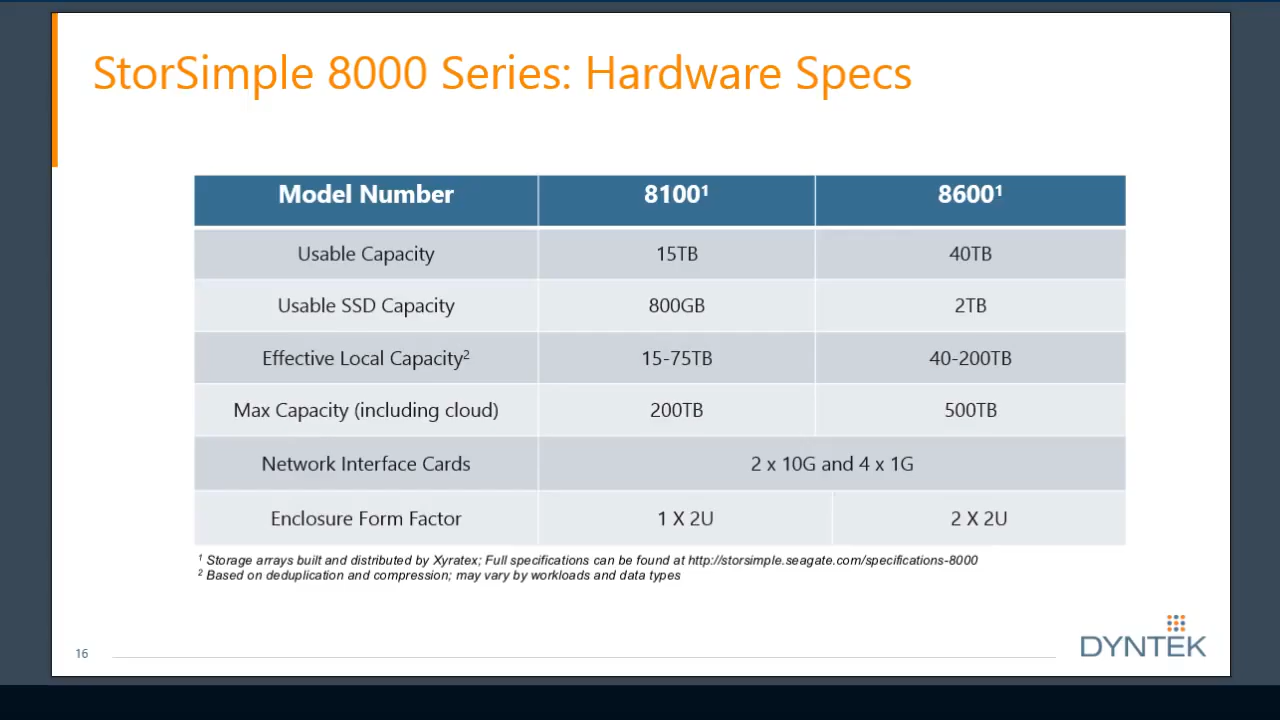 StorSimple 8000 Series: Hardware Specs
Model Number 8100¹ 8600¹
Usable Capacity 15TB 40TB
Usable SSD Capacity 800GB 2TB
Effective Local Capacity² 15-75TB 40-200TB
Max Capacity (including cloud) 200TB 500TB
Network Interface Cards 2 x 10G and 4 x 1G
Enclosure Form Factor 1 X 2U 2 X 2U
¹ Storage arrays built and distributed by Xyratex; Full specifications can be found at http://storsimple.seagate.com/specifications-8000
² Based on deduplication and compression; may vary by workloads and data types
16
DYNTEK